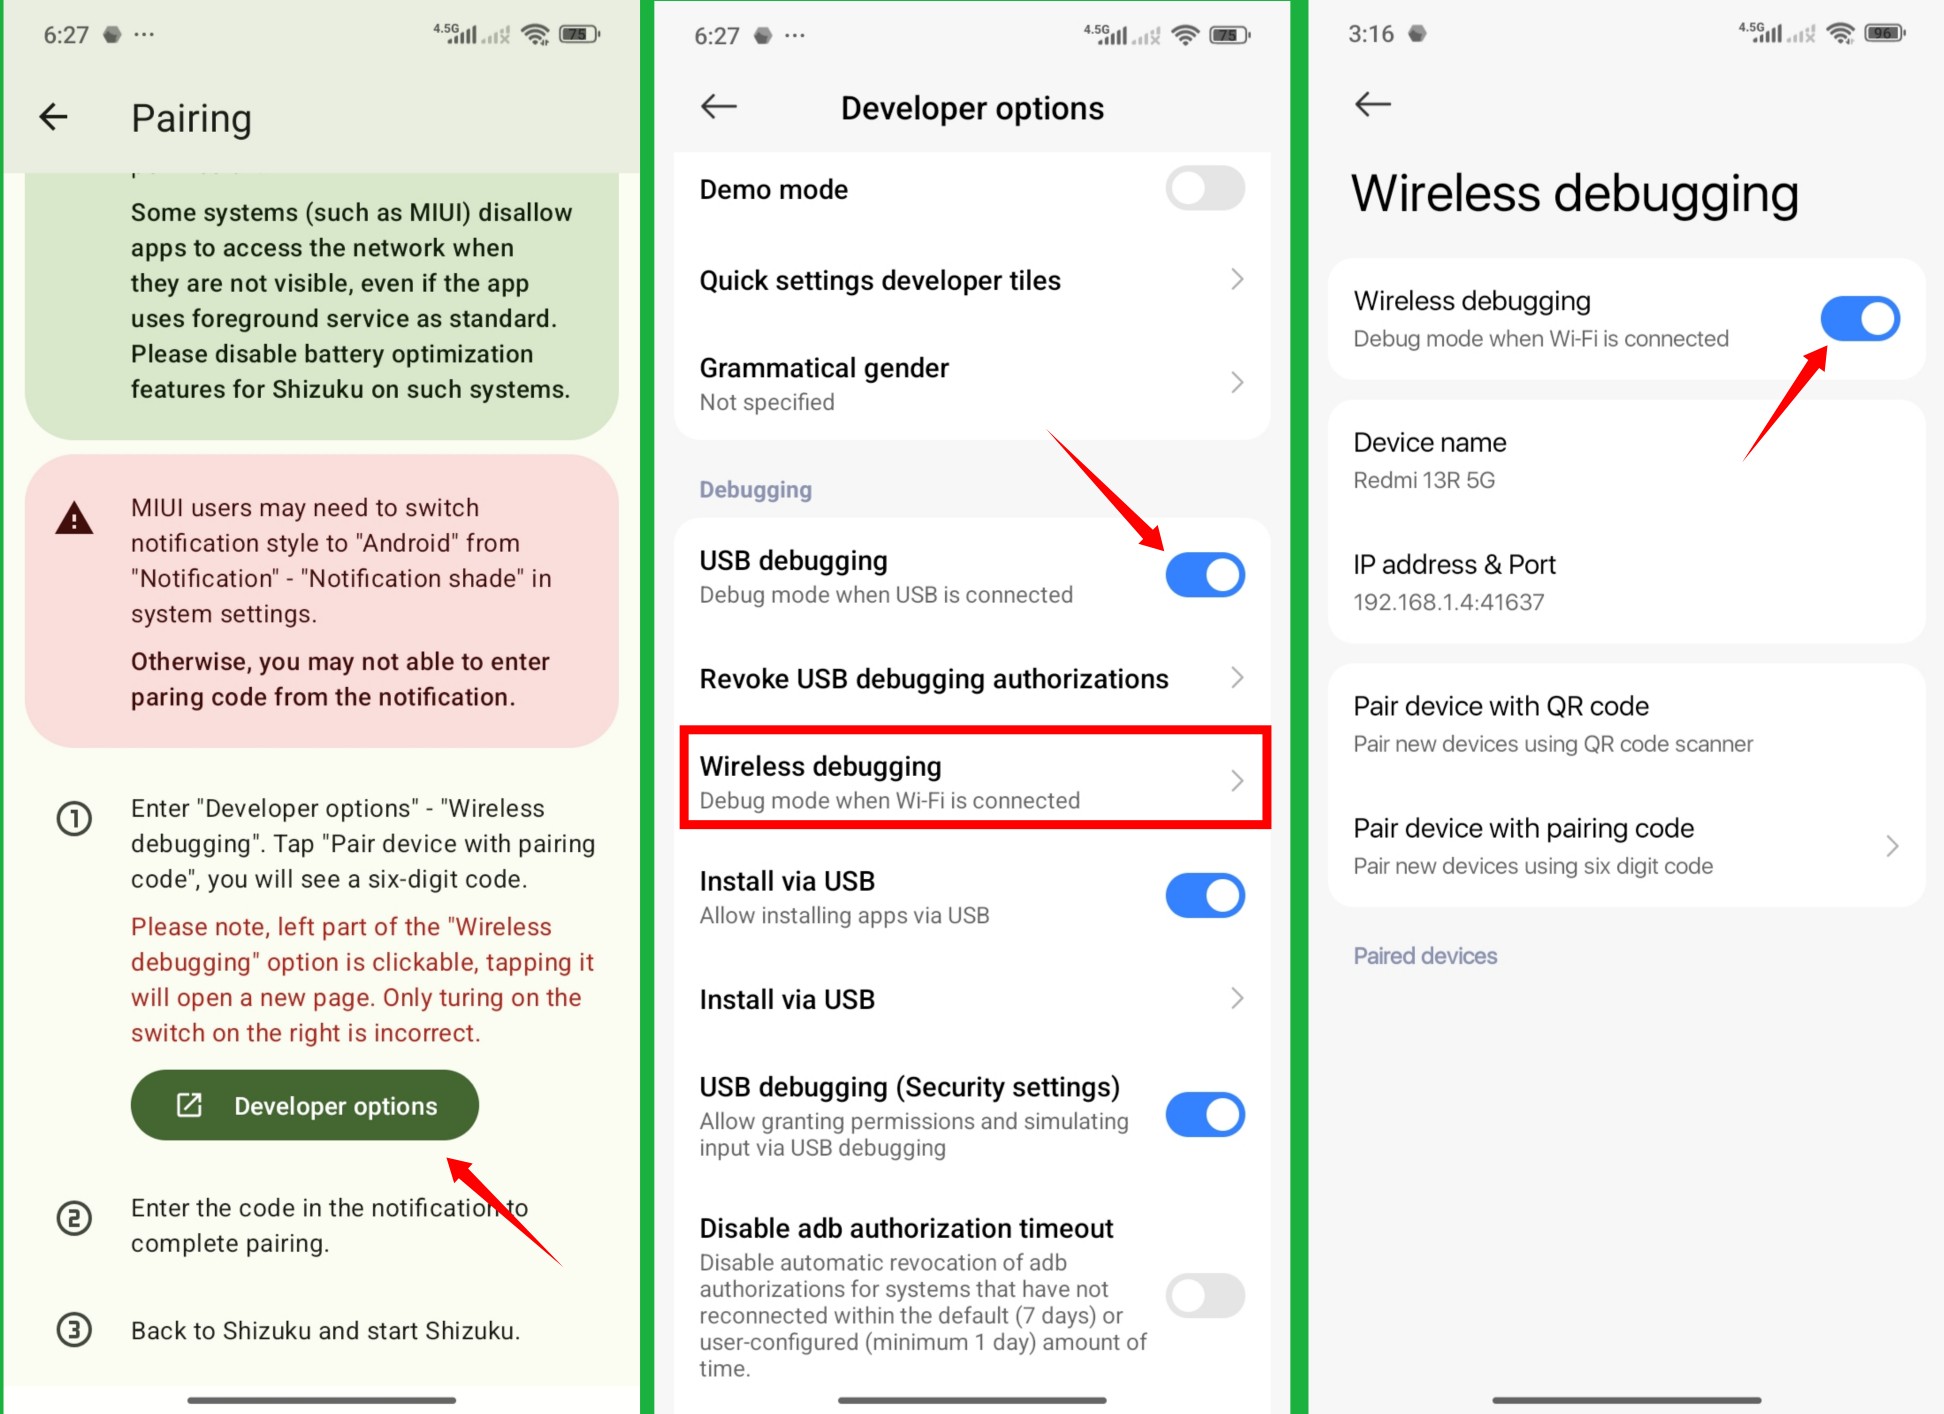 6:27 ...
4.5G
75
Pairing
Some systems (such as MIUI) disallow
apps to access the network when
they are not visible, even if the app
uses foreground service as standard.
Please disable battery optimization
features for Shizuku on such systems.
MIUI users may need to switch
notification style to "Android" from
"Notification" - "Notification shade" in
system settings.
Otherwise, you may not able to enter
paring code from the notification.
1
Enter "Developer options" - "Wireless
debugging". Tap "Pair device with pairing
code", you will see a six-digit code.
Please note, left part of the "Wireless
debugging" option is clickable, tapping it
will open a new page. Only turing on the
switch on the right is incorrect.
Developer options
2
Enter the code in the notification to
complete pairing.
3
Back to Shizuku and start Shizuku.
6:27 ...
4.5G
75
Developer options
Demo mode
Quick settings developer tiles
Grammatical gender
Not specified
Debugging
USB debugging
Debug mode when USB is connected
Revoke USB debugging authorizations
Wireless debugging
Debug mode when Wi-Fi is connected
Install via USB
Allow installing apps via USB
Install via USB
USB debugging (Security settings)
Allow granting permissions and simulating
input via USB debugging
Disable adb authorization timeout
Disable automatic revocation of adb
authorizations for systems that have not
reconnected within the default (7 days) or
user-configured (minimum 1 day) amount of
time.
3:16
4.5G
96
Wireless debugging
Wireless debugging
Debug mode when Wi-Fi is connected
Device name
Redmi 13R 5G
IP address & Port
192.168.1.4:41637
Pair device with QR code
Pair new devices using QR code scanner
Pair device with pairing code
Pair new devices using six digit code
Paired devices